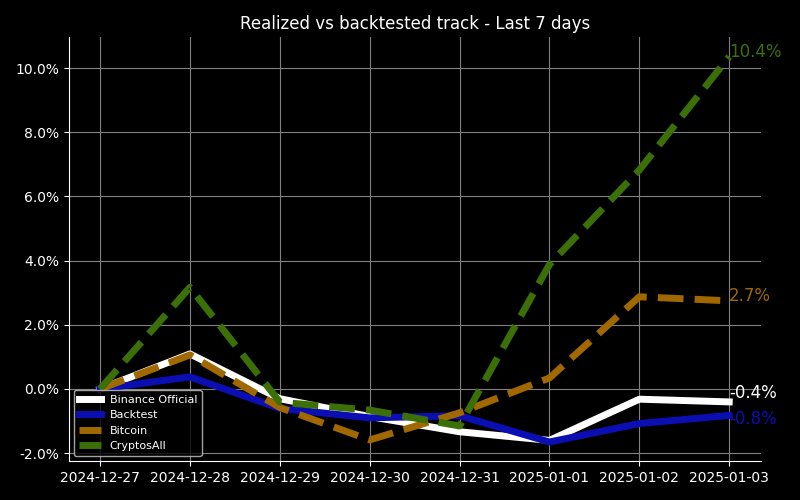 Realized vs backtested track - Last 7 days
10.0%
8.0%
6.0%
4.0%
2.0%
0.0%
-2.0%
10.4%
2.7%
-0.4%
-0.8%
Binance Official
Backtest
Bitcoin
CryptosAll
2024-12-27 2024-12-28 2024-12-29 2024-12-30 2024-12-31 2025-01-01 2025-01-02 2025-01-03